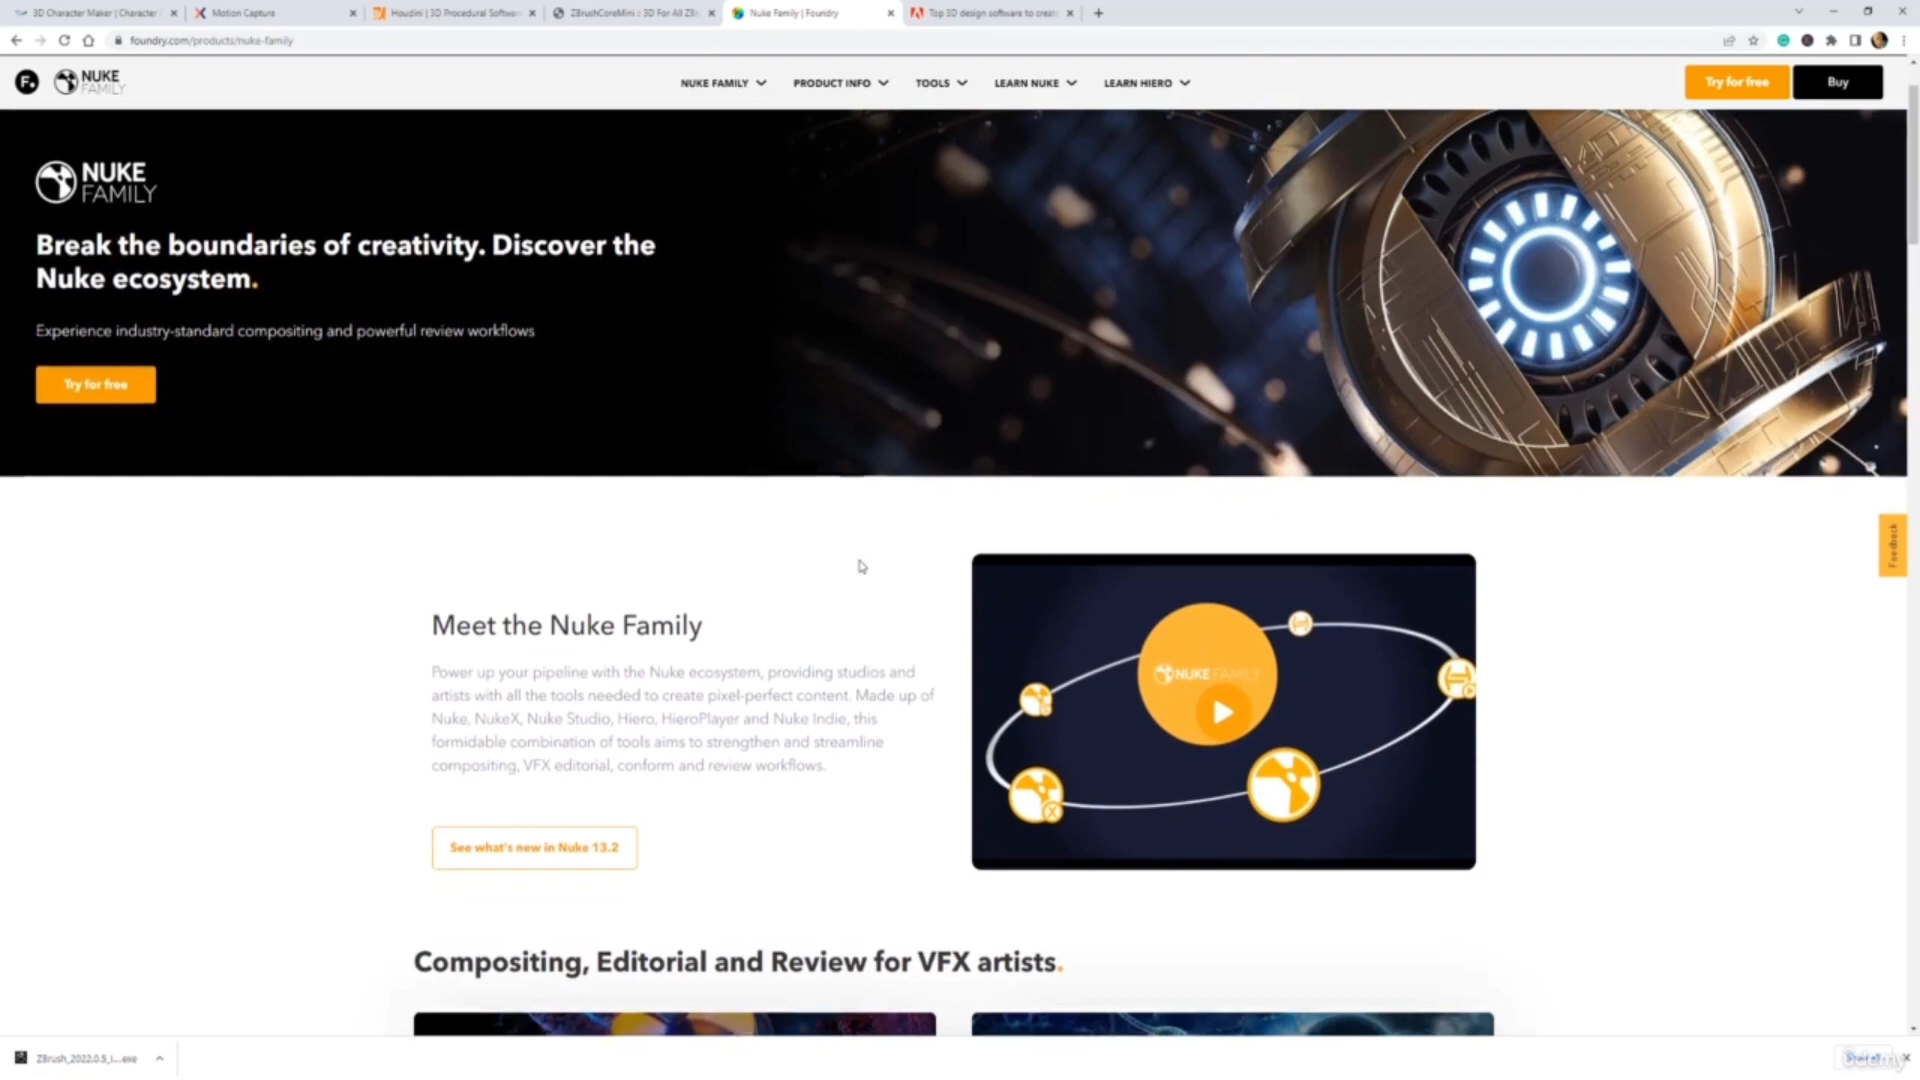 3D Character Maker | Character
Motion Capture
Houdini | 3D Procedural Softwar
ZBrushCoreMini :: 3D For All ZBr
Nuke Family | Foundry
Top 3D design software to creat
foundry.com/products/nuke-family
F.
NUKE
FAMILY
NUKE FAMILY
PRODUCT INFO
TOOLS
LEARN NUKE
LEARN HIERO
Try for free
Buy
NUKE
FAMILY
Break the boundaries of creativity. Discover the
Nuke ecosystem.
Experience industry-standard compositing and powerful review workflows
Try for free
Feedback
Meet the Nuke Family
Power up your pipeline with the Nuke ecosystem, providing studios and
artists with all the tools needed to create pixel-perfect content. Made up of
Nuke, NukeX, Nuke Studio, Hiero, HieroPlayer and Nuke Indie, this
formidable combination of tools aims to strengthen and streamline
compositing, VFX editorial, conform and review workflows.
NUKE FAMILY
See what's new in Nuke 13.2
Compositing, Editorial and Review for VFX artists.
ZBrush_2022.0.5_I....exe
Show all
Udemy